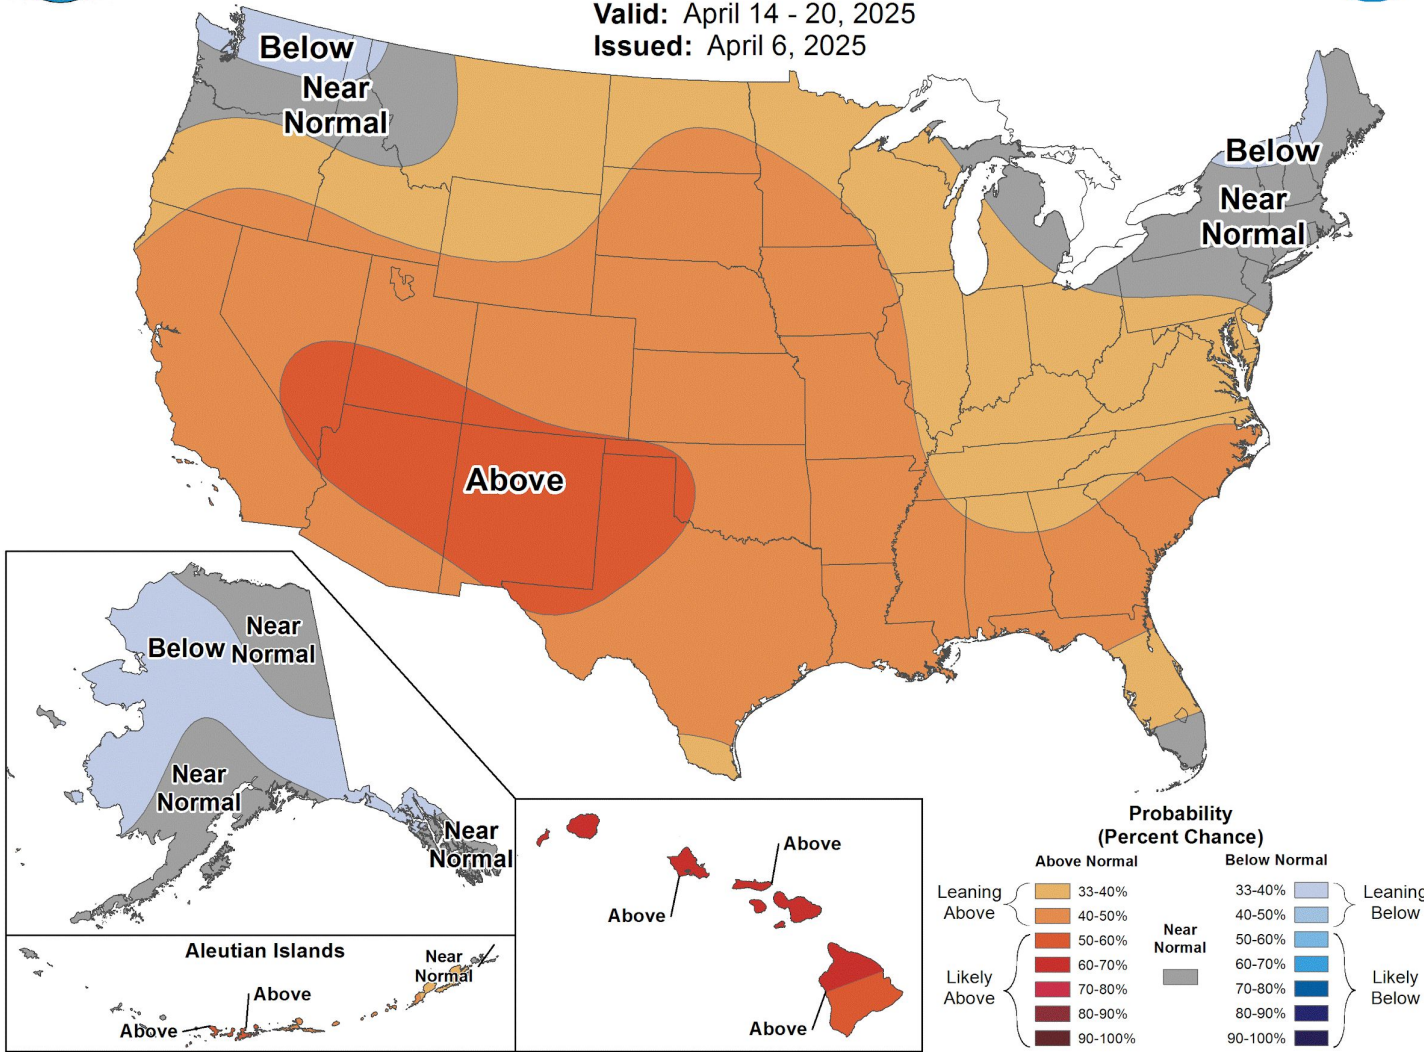 Valid: April 14 - 20, 2025
Issued: April 6, 2025
Below
Near
Normal
Below
Near
Normal
Above
Below
Near
Normal
Near
Normal
Near
Normal
Above
Above
Above
Aleutian Islands
Near
Normal
Above
Above
Probability
(Percent Chance)
Above Normal
Below Normal
Leaning
Above
33-40%
40-50%
Likely
Above
50-60%
60-70%
70-80%
80-90%
90-100%
Near
Normal
33-40%
40-50%
Leaning
Below
50-60%
60-70%
70-80%
80-90%
90-100%
Likely
Below